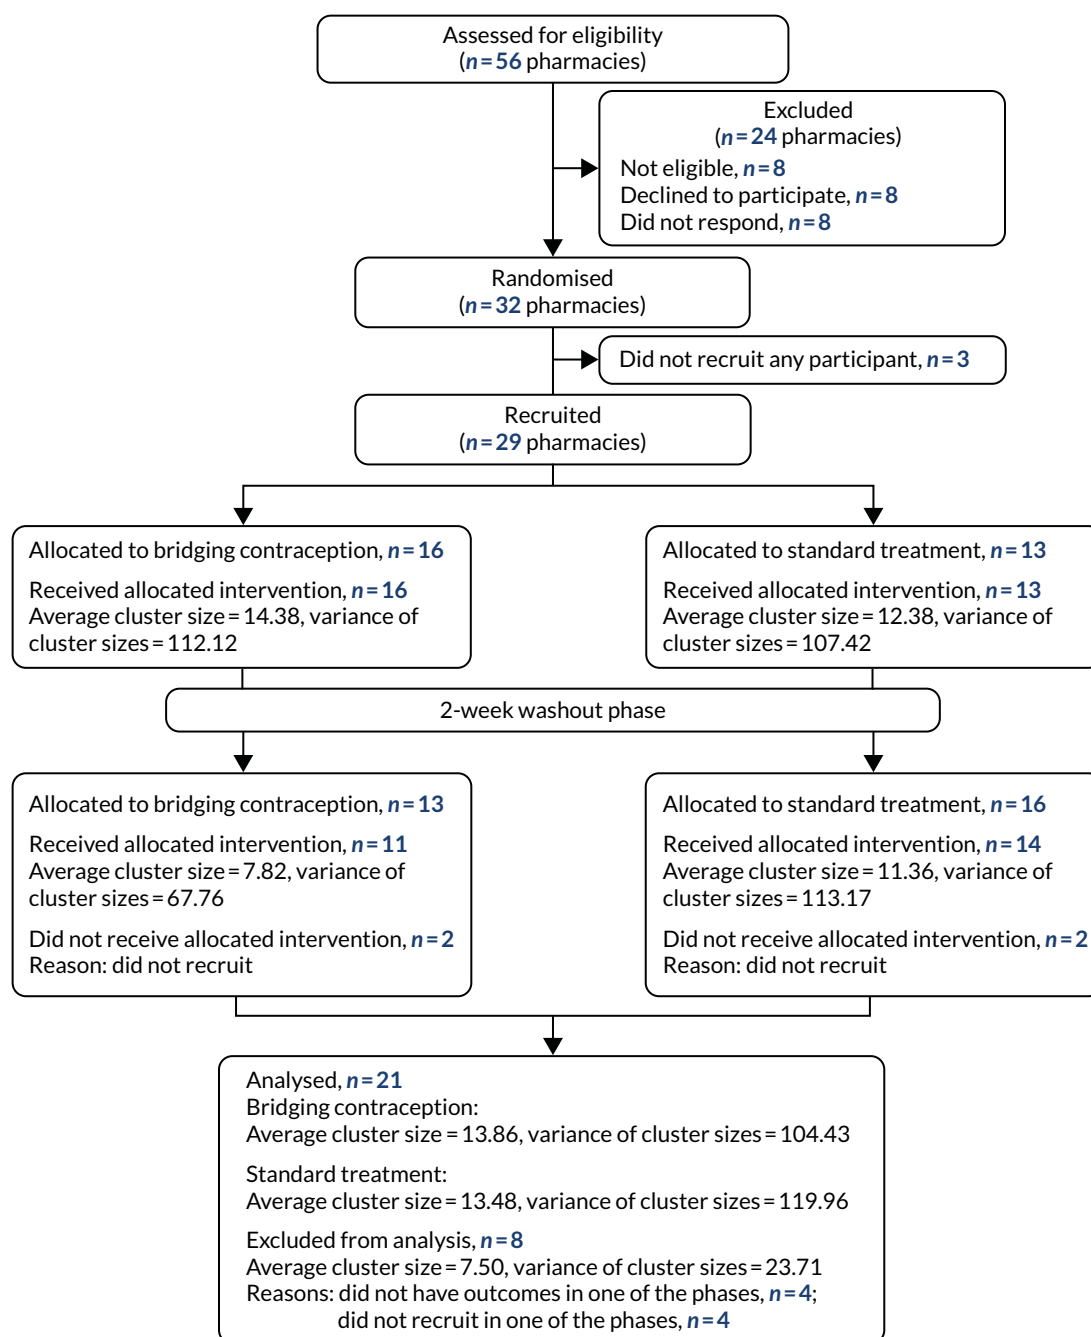 Assessed for eligibility
(n=56 pharmacies)
Excluded
(n=24 pharmacies)
Not eligible, n=8
Declined to participate, n=8
Did not respond, n=8
Randomised
(n=32 pharmacies)
Did not recruit any participant, n=3
Recruited
(n=29 pharmacies)
Allocated to bridging contraception, n=16
Received allocated intervention, n=16
Average cluster size=14.38, variance of
cluster sizes=112.12
Allocated to standard treatment, n=13
Received allocated intervention, n=13
Average cluster size=12.38, variance of
cluster sizes=107.42
2-week washout phase
Allocated to bridging contraception, n=13
Received allocated intervention, n=11
Average cluster size=7.82, variance of
cluster sizes=67.76
Did not receive allocated intervention, n=2
Reason: did not recruit
Allocated to standard treatment, n=16
Received allocated intervention, n=14
Average cluster size=11.36, variance of
cluster sizes=113.17
Did not receive allocated intervention, n=2
Reason: did not recruit
Analysed, n=21
Bridging contraception:
Average cluster size=13.86, variance of cluster sizes=104.43
Standard treatment:
Average cluster size=13.48, variance of cluster sizes=119.96
Excluded from analysis, n=8
Average cluster size=7.50, variance of cluster sizes=23.71
Reasons: did not have outcomes in one of the phases, n=4;
did not recruit in one of the phases, n=4